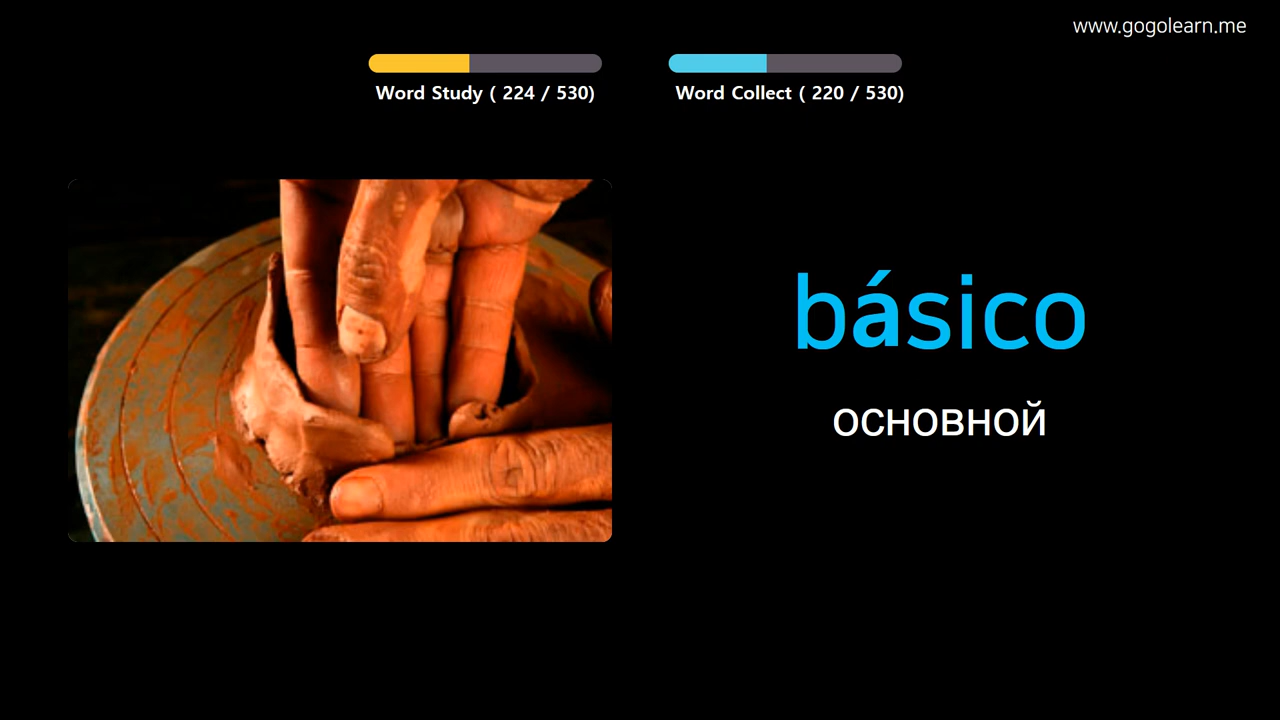 www.gogolearn.me
Word Study ( 224 / 530)
Word Collect ( 220 / 530)
básico
основной